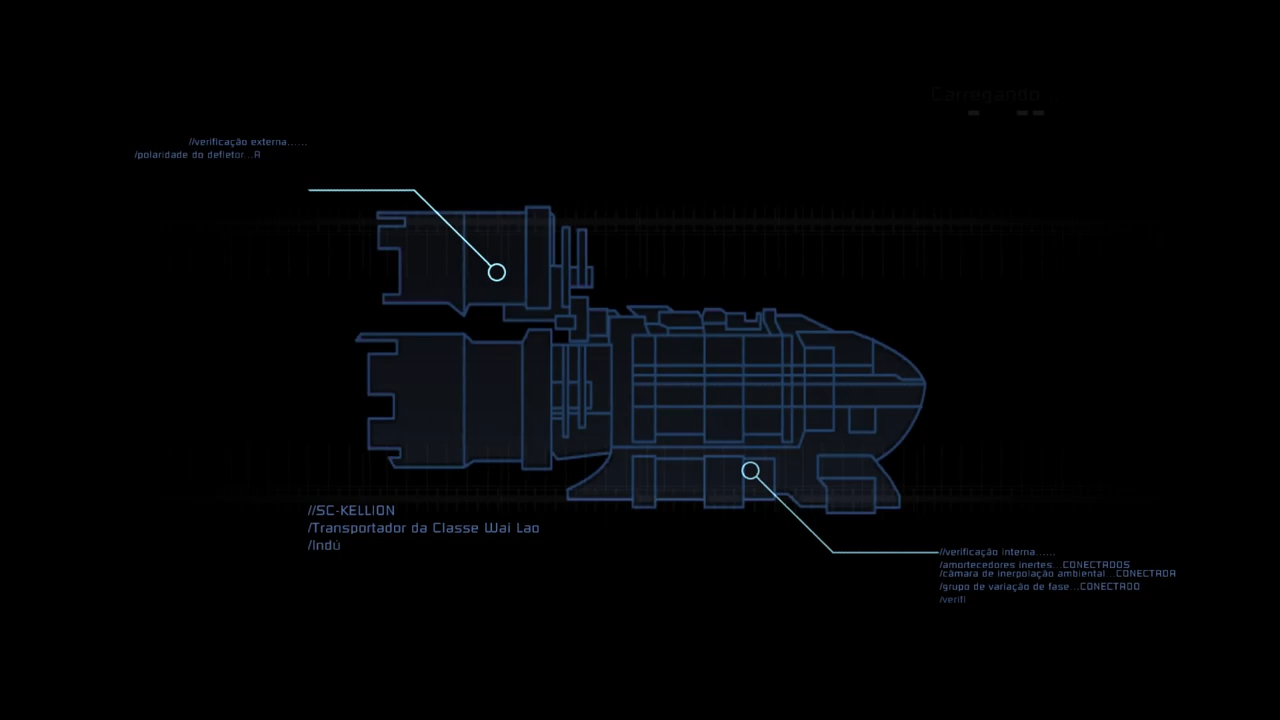 Carregando...
//verificação externa......
/polaridade do defletor...A
//SC-KELLION
/Transportador da Classe Wai Lao
/Indú
//verificação interna......
/amortecedores inertes...CONECTADOS
/câmara de inerpolação ambiental...CONECTADA
/grupo de variação de fase...CONECTADO
/verifi